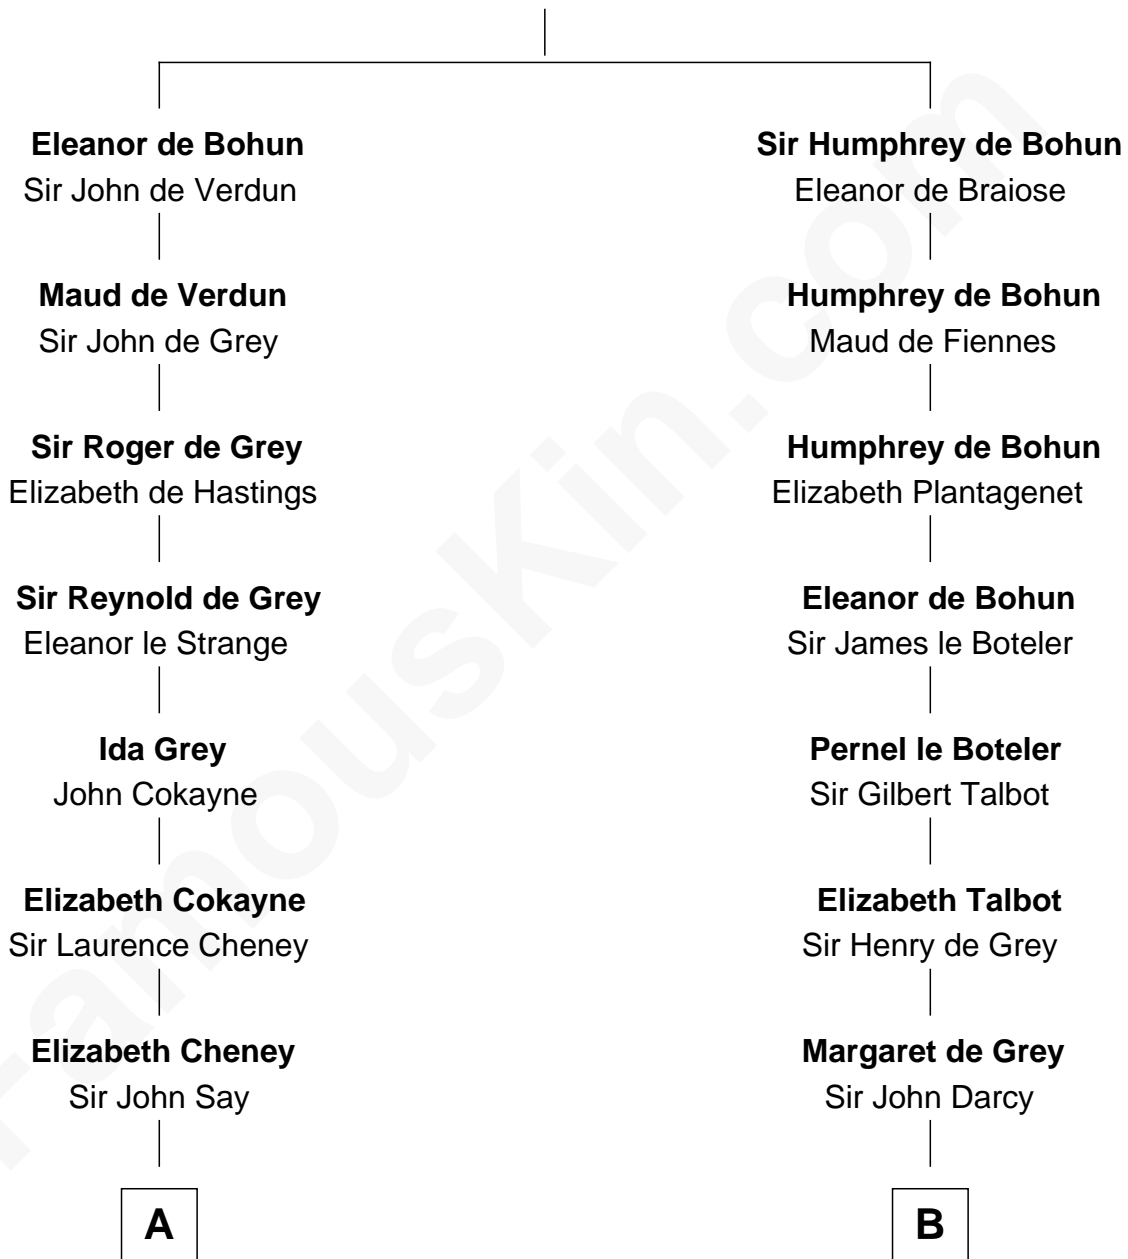 Eleanor de Bohun
Sir John de Verdun
Maud de Verdun
Sir John de Grey
Sir Roger de Grey
Elizabeth de Hastings
Sir Reynold de Grey
Eleanor le Strange
Ida Grey
John Cokayne
Elizabeth Cokayne
Sir Laurence Cheney
Elizabeth Cheney
Sir John Say
A
Sir Humphrey de Bohun
Eleanor de Braiose
Humphrey de Bohun
Maud de Fiennes
Humphrey de Bohun
Elizabeth Plantagenet
Eleanor de Bohun
Sir James le Boteler
Pernel le Boteler
Sir Gilbert Talbot
Elizabeth Talbot
Sir Henry de Grey
Margaret de Grey
Sir John Darcy
B
FamousKin.com